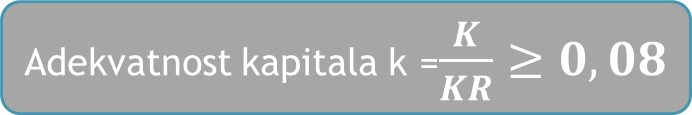 Adekvatnost kapitala k = K/KR ≥ 0,08